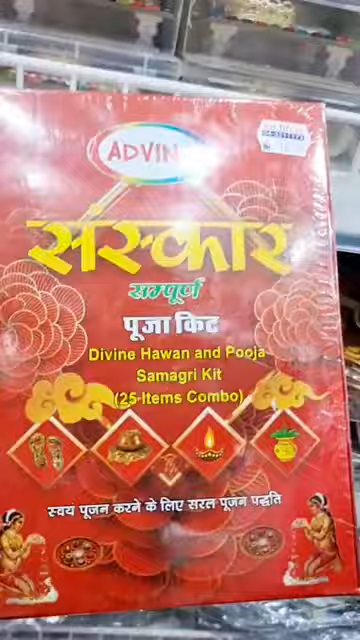 ADVIN
संस्कार
सम्पूर्ण
पूजा किट
Divine Hawan and Pooja
Samagri Kit
(25-Items Combo)
स्वयं पूजन करने के लिए सरल पूजन पद्धति